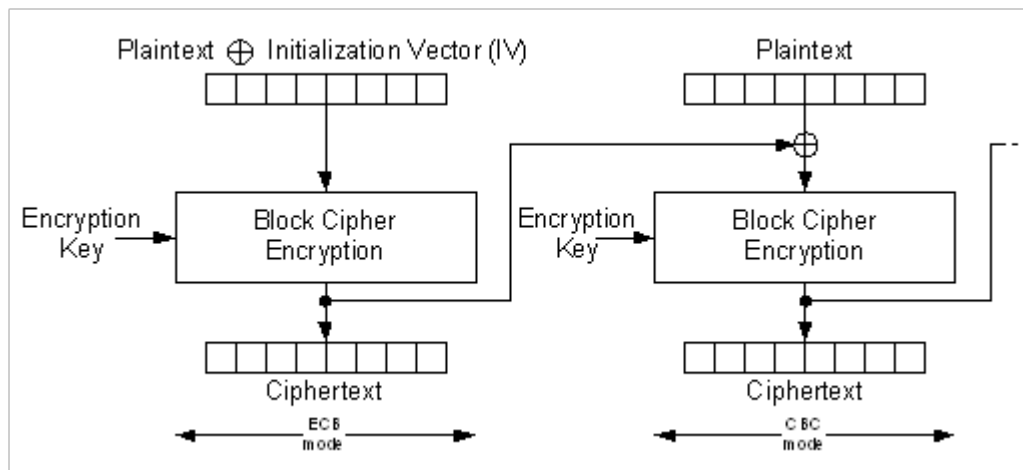 Plaintext ⊕ Initialization Vector (IV)
Plaintext
Encryption
Key
Block Cipher
Encryption
Encryption
Key
Block Cipher
Encryption
Ciphertext
Ciphertext
ECB
mode
CBC
mode